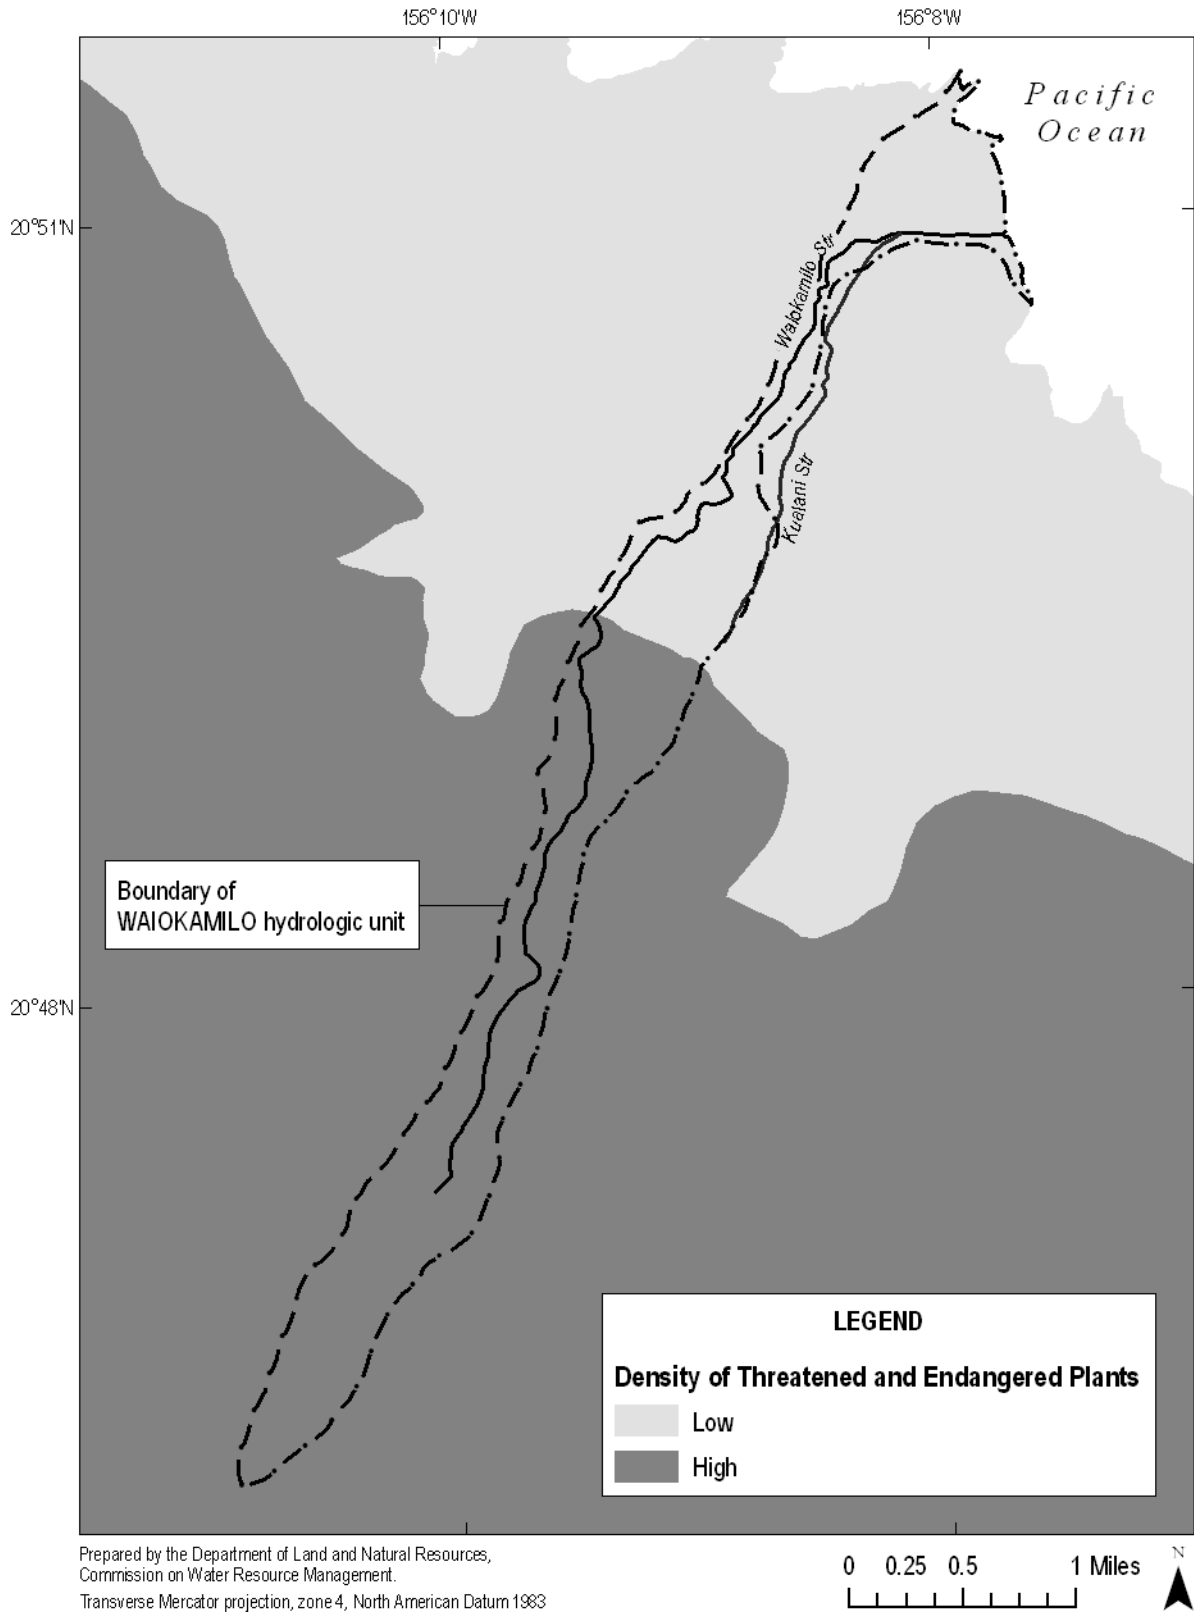 156°10'W
156°8'W
Pacific
Ocean
20°51'N
Waiokamilo Str
Kualani Str
Boundary of
WAIOKAMILO hydrologic unit
20°48'N
LEGEND
Density of Threatened and Endangered Plants
Low
High
Prepared by the Department of Land and Natural Resources,
Commission on Water Resource Management.
Transverse Mercator projection, zone 4, North American Datum 1983
0 0.25 0.5 1 Miles
N